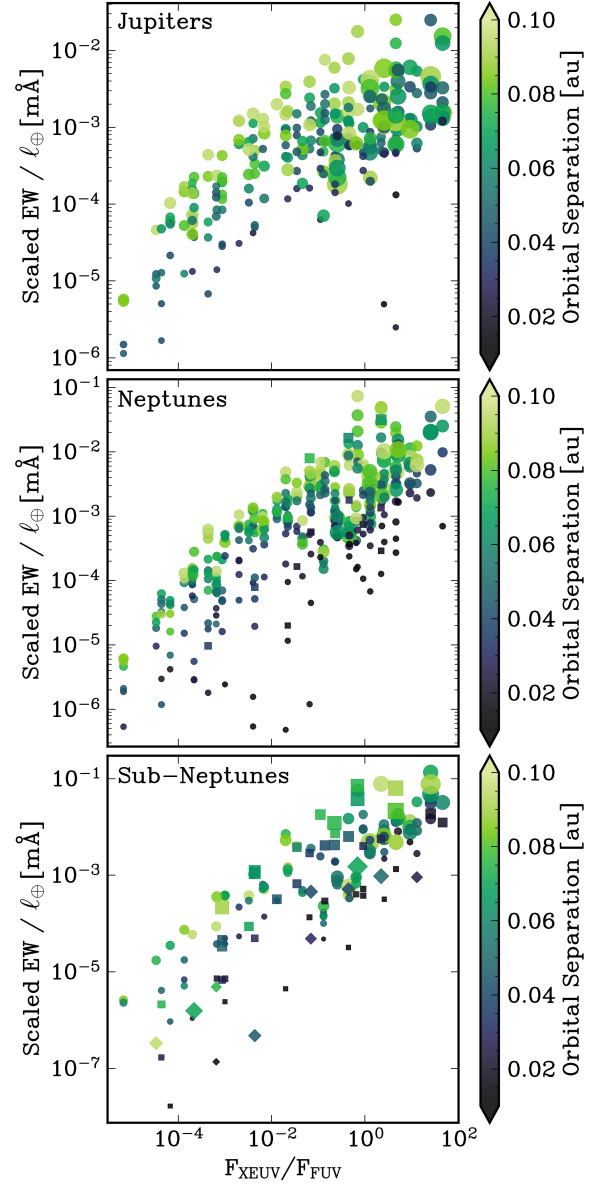 Jupiters
Scaled EW / ℓ⊕ [mÅ]
10⁻²
10⁻³
10⁻⁴
10⁻⁵
10⁻⁶
0.10
0.08
0.06
0.04
0.02
Orbital Separation [au]
Neptunes
Scaled EW / ℓ⊕ [mÅ]
10⁻¹
10⁻²
10⁻³
10⁻⁴
10⁻⁵
10⁻⁶
0.10
0.08
0.06
0.04
0.02
Orbital Separation [au]
Sub-Neptunes
Scaled EW / ℓ⊕ [mÅ]
10⁻¹
10⁻³
10⁻⁵
10⁻⁷
0.10
0.08
0.06
0.04
0.02
Orbital Separation [au]
10⁻⁴ 10⁻² 10⁰ 10²
F_XEUV/F_FUV